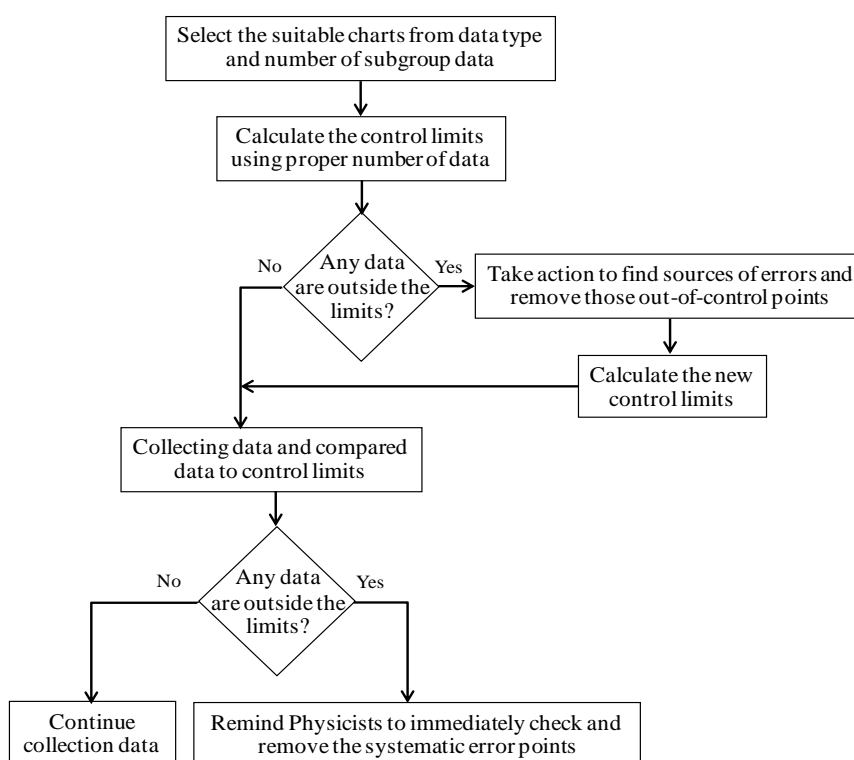 Select the suitable charts from data type
and number of subgroup data
Calculate the control limits
using proper number of data
No
Any data
are outside the
limits?
Yes
Take action to find sources of errors and
remove those out-of-control points
Calculate the new
control limits
Collecting data and compared
data to control limits
No
Any data
are outside the
limits?
Yes
Continue
collection data
Remind Physicists to immediately check and
remove the systematic error points